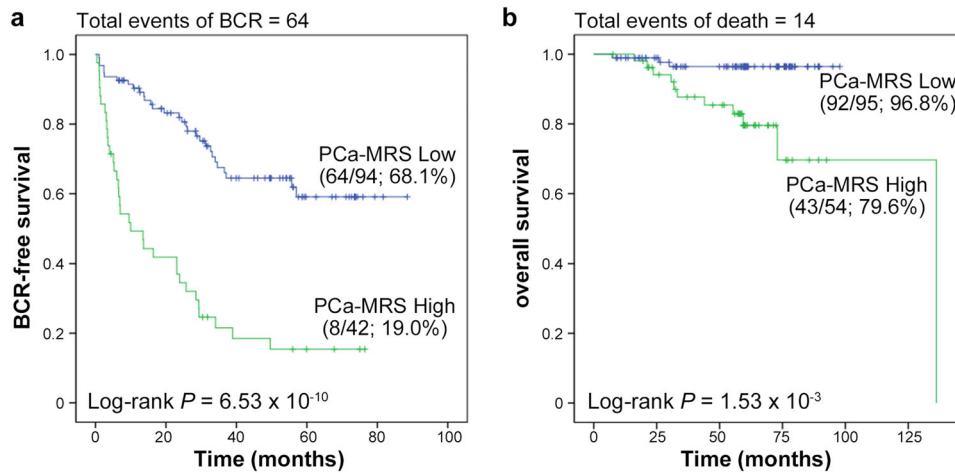 a
Total events of BCR = 64
BCR-free survival
1.0
0.8
0.6
0.4
0.2
0
PCa-MRS Low
(64/94; 68.1%)
PCa-MRS High
(8/42; 19.0%)
Log-rank P = 6.53 x 10⁻¹⁰
0 20 40 60 80 100
Time (months)
b
Total events of death = 14
overall survival
1.0
0.8
0.6
0.4
0.2
0
PCa-MRS Low
(92/95; 96.8%)
PCa-MRS High
(43/54; 79.6%)
Log-rank P = 1.53 x 10⁻³
0 25 50 75 100 125
Time (months)